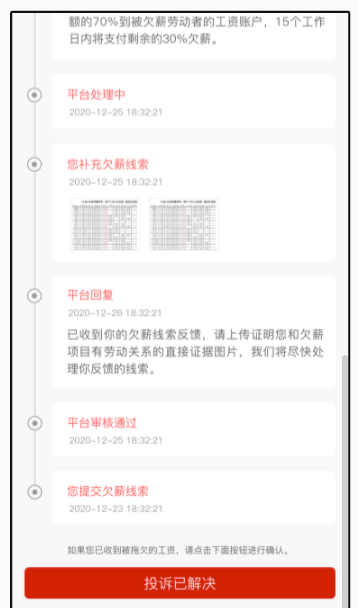 额的70%到被欠薪劳动者的工资账户，15个工作
日内将支付剩余的30%欠薪。
平台处理中
2020-12-25 18:32:21
您补充欠薪线索
2020-12-25 18:32:21
平台回复
2020-12-26 18:32:21
已收到你的欠薪线索反馈，请上传证明您和欠薪
项目有劳动关系的直接证据图片，我们将尽快处
理你反馈的线索。
平台审核通过
2020-12-25 18:32:21
您提交欠薪线索
2020-12-23 18:32:21
如果您已收到被拖欠的工资，请点击下面按钮进行确认。
投诉已解决